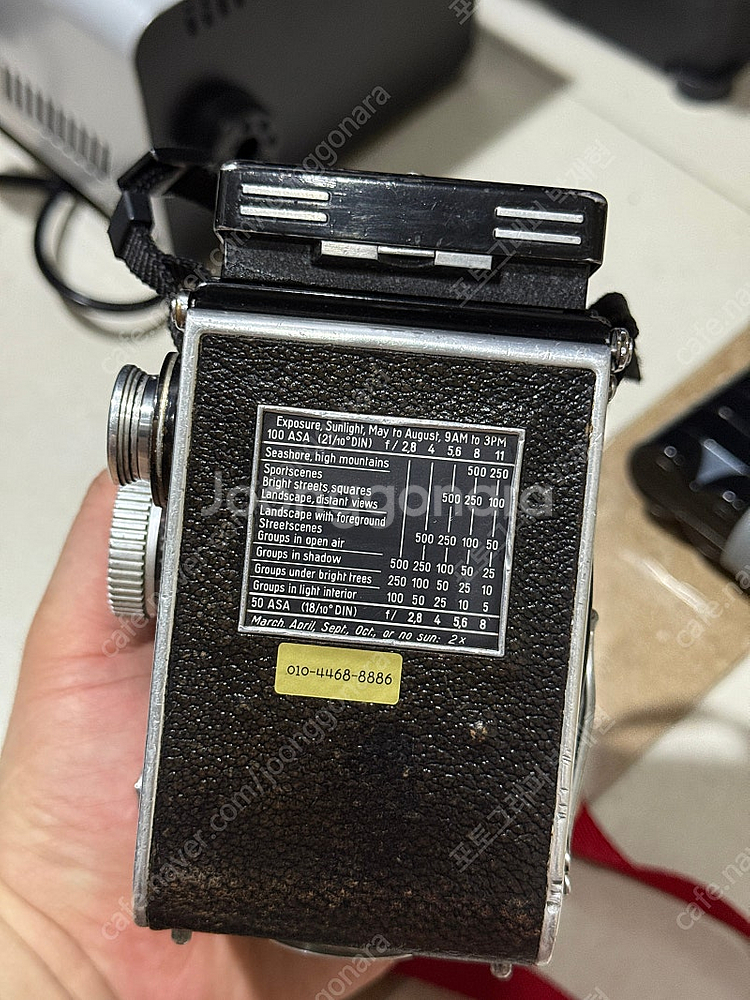 Exposure, Sunlight, May to August, 9AM to 3PM
100 ASA (21/10° DIN) f / 2,8 4 5,6 8 11
Seashore, high mountains 500 250
Sportscenes
Bright streets, squares 500 250 100
Landscape, distant views
Landscape with foreground
Streetscenes 500 250 100 50
Groups in open air
Groups in shadow 500 250 100 50 25
Groups under bright trees 250 100 50 25 10
Groups in light interior 100 50 25 10 5
50 ASA (18/10° DIN) f / 2,8 4 5,6 8
March, April, Sept., Oct., or no sun: 2x
010-4468-8886
Joonggonara
cafe.naver.com/joonggonara